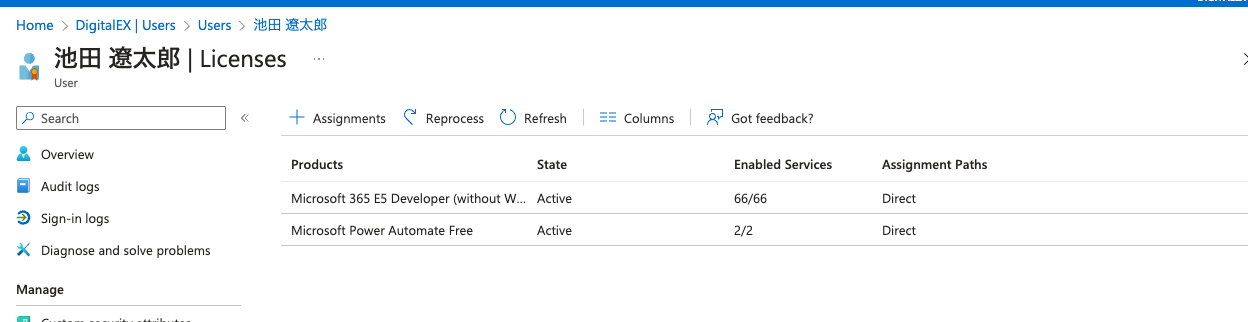 Home > DigitalEX | Users > Users > 池田 遼太郎
池田 遼太郎 | Licenses ...
User
Search
«
Assignments Reprocess Refresh Columns Got feedback?
Overview
Audit logs
Sign-in logs
Diagnose and solve problems
Manage
Products State Enabled Services Assignment Paths
Microsoft 365 E5 Developer (without W... Active 66/66 Direct
Microsoft Power Automate Free Active 2/2 Direct